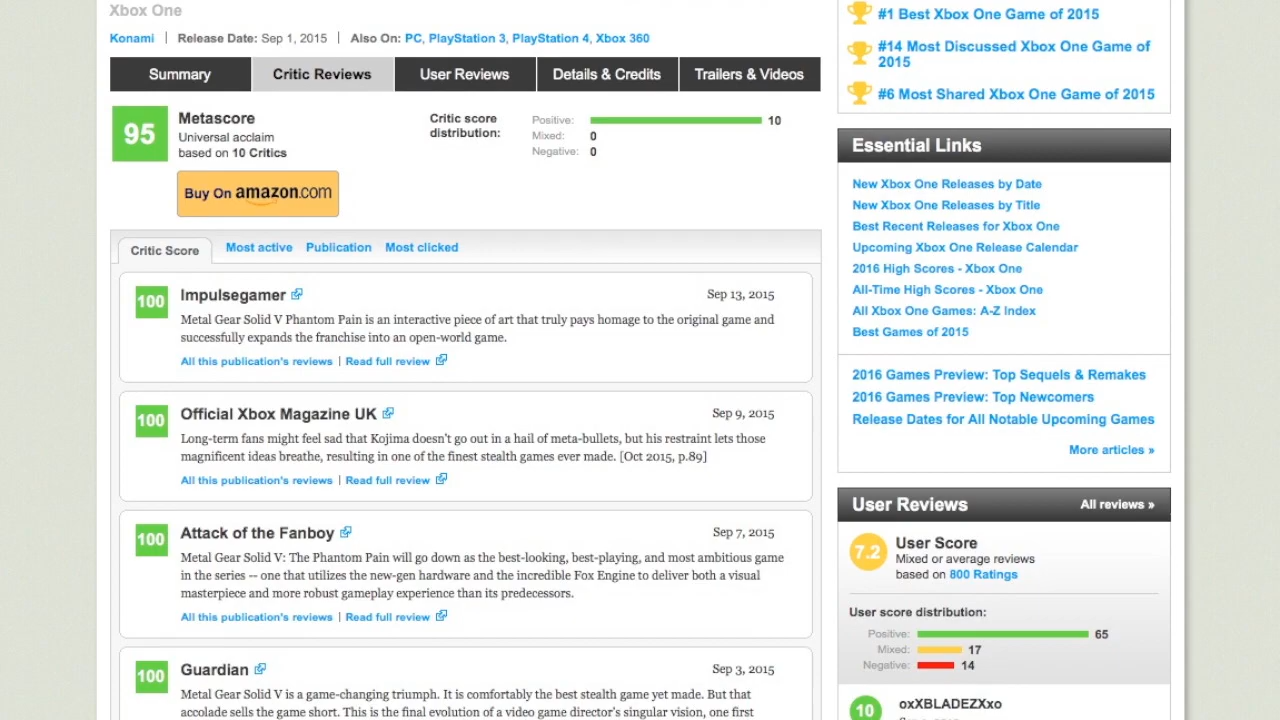 Xbox One
Konami | Release Date: Sep 1, 2015 | Also On: PC, PlayStation 3, PlayStation 4, Xbox 360
Summary
Critic Reviews
User Reviews
Details & Credits
Trailers & Videos
95
Metascore
Universal acclaim
based on 10 Critics
Critic score
distribution:
Positive: 10
Mixed: 0
Negative: 0
Buy On amazon.com
Critic Score
Most active
Publication
Most clicked
100
Impulsegamer
Sep 13, 2015
Metal Gear Solid V Phantom Pain is an interactive piece of art that truly pays homage to the original game and
successfully expands the franchise into an open-world game.
All this publication's reviews | Read full review
100
Official Xbox Magazine UK
Sep 9, 2015
Long-term fans might feel sad that Kojima doesn't go out in a hail of meta-bullets, but his restraint lets those
magnificent ideas breathe, resulting in one of the finest stealth games ever made. [Oct 2015, p.89]
All this publication's reviews | Read full review
100
Attack of the Fanboy
Sep 7, 2015
Metal Gear Solid V: The Phantom Pain will go down as the best-looking, best-playing, and most ambitious game
in the series -- one that utilizes the new-gen hardware and the incredible Fox Engine to deliver both a visual
masterpiece and more robust gameplay experience than its predecessors.
All this publication's reviews | Read full review
100
Guardian
Sep 3, 2015
Metal Gear Solid V is a game-changing triumph. It is comfortably the best stealth game yet made. But that
accolade sells the game short. This is the final evolution of a video game director's singular vision, one first
#1 Best Xbox One Game of 2015
#14 Most Discussed Xbox One Game of
2015
#6 Most Shared Xbox One Game of 2015
Essential Links
New Xbox One Releases by Date
New Xbox One Releases by Title
Best Recent Releases for Xbox One
Upcoming Xbox One Release Calendar
2016 High Scores - Xbox One
All-Time High Scores - Xbox One
All Xbox One Games: A-Z Index
Best Games of 2015
2016 Games Preview: Top Sequels & Remakes
2016 Games Preview: Top Newcomers
Release Dates for All Notable Upcoming Games
More articles »
User Reviews
All reviews »
7.2
User Score
Mixed or average reviews
based on 800 Ratings
User score distribution:
Positive: 65
Mixed: 17
Negative: 14
10
oxXBLADEZXxo